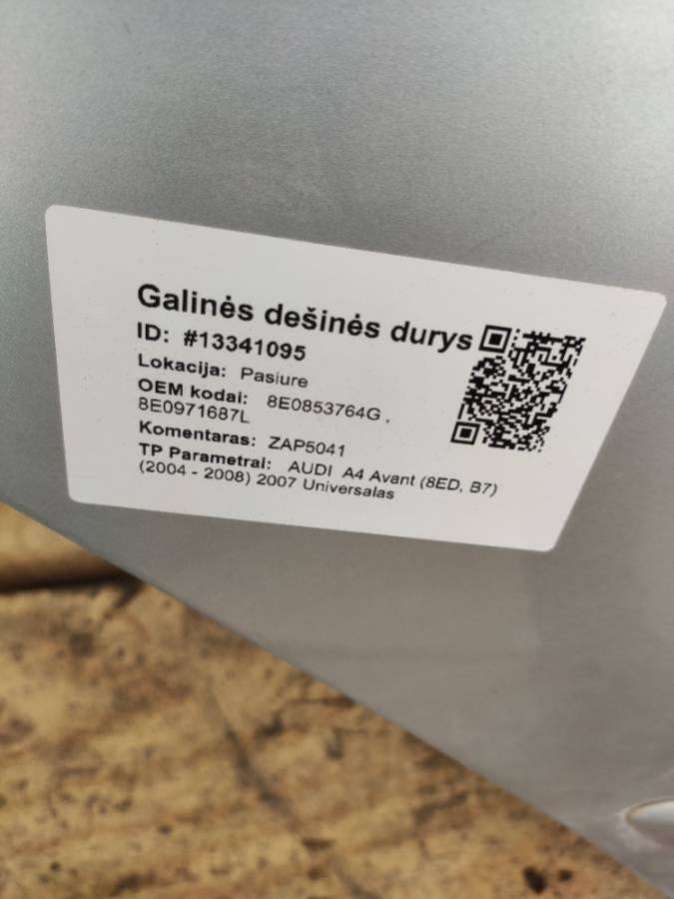 Galinės dešinės durys
ID: #13341095
Lokacija: Pasiure
OEM kodai: 8E0853764G ,
8E0971687L
Komentaras: ZAP5041
TP Parametrai: AUDI A4 Avant (8ED, B7)
(2004 - 2008) 2007 Universalas